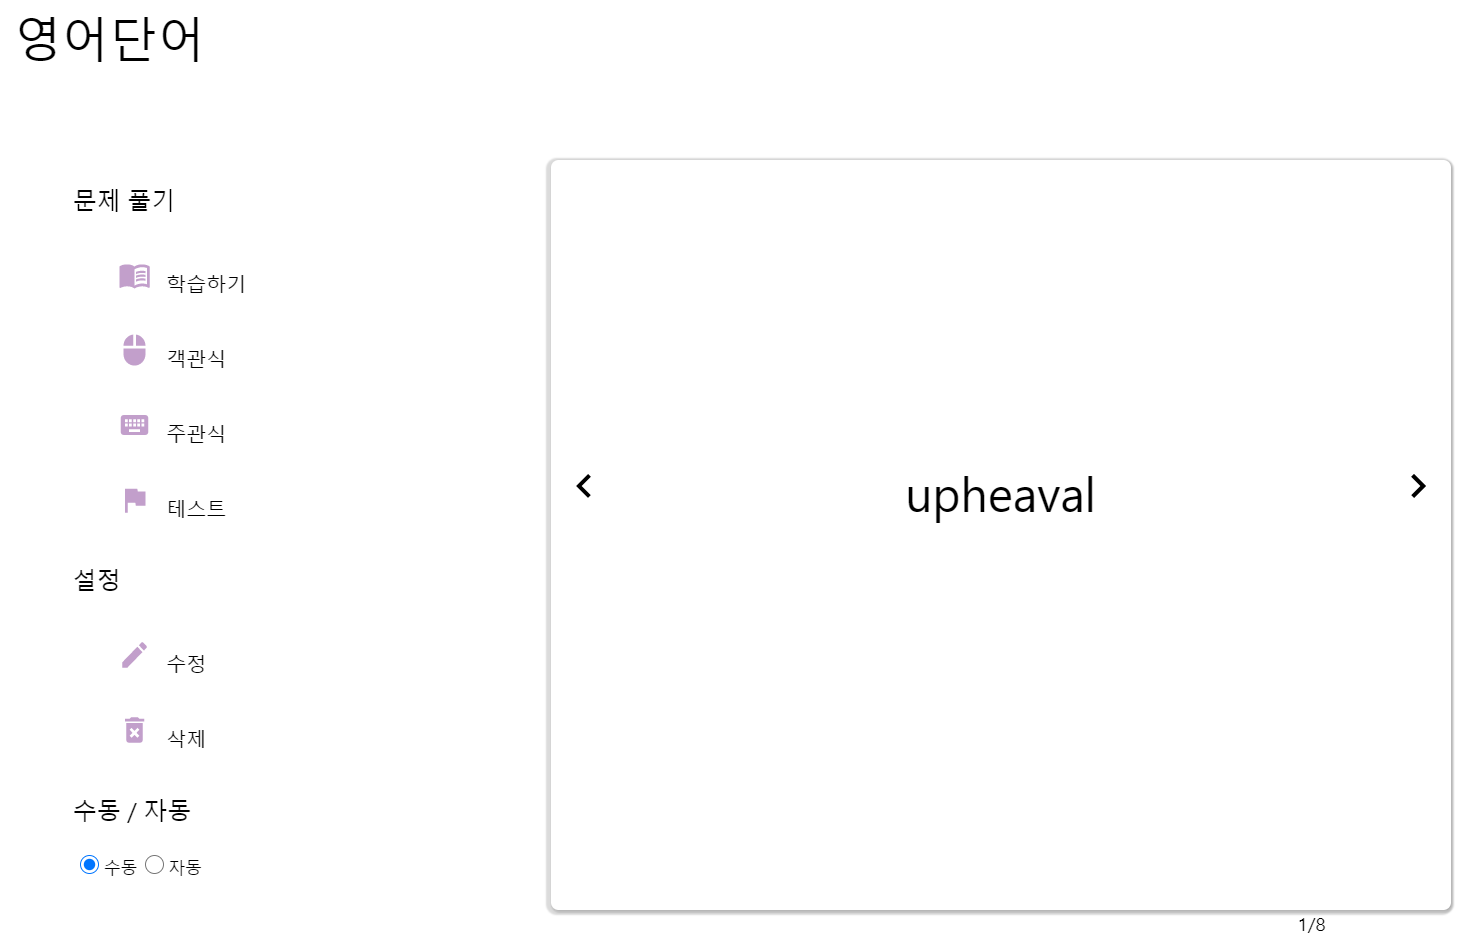 영어단어
문제 풀기
학습하기
객관식
주관식
테스트
설정
수정
삭제
수동 / 자동
수동 자동
upheaval
1/8